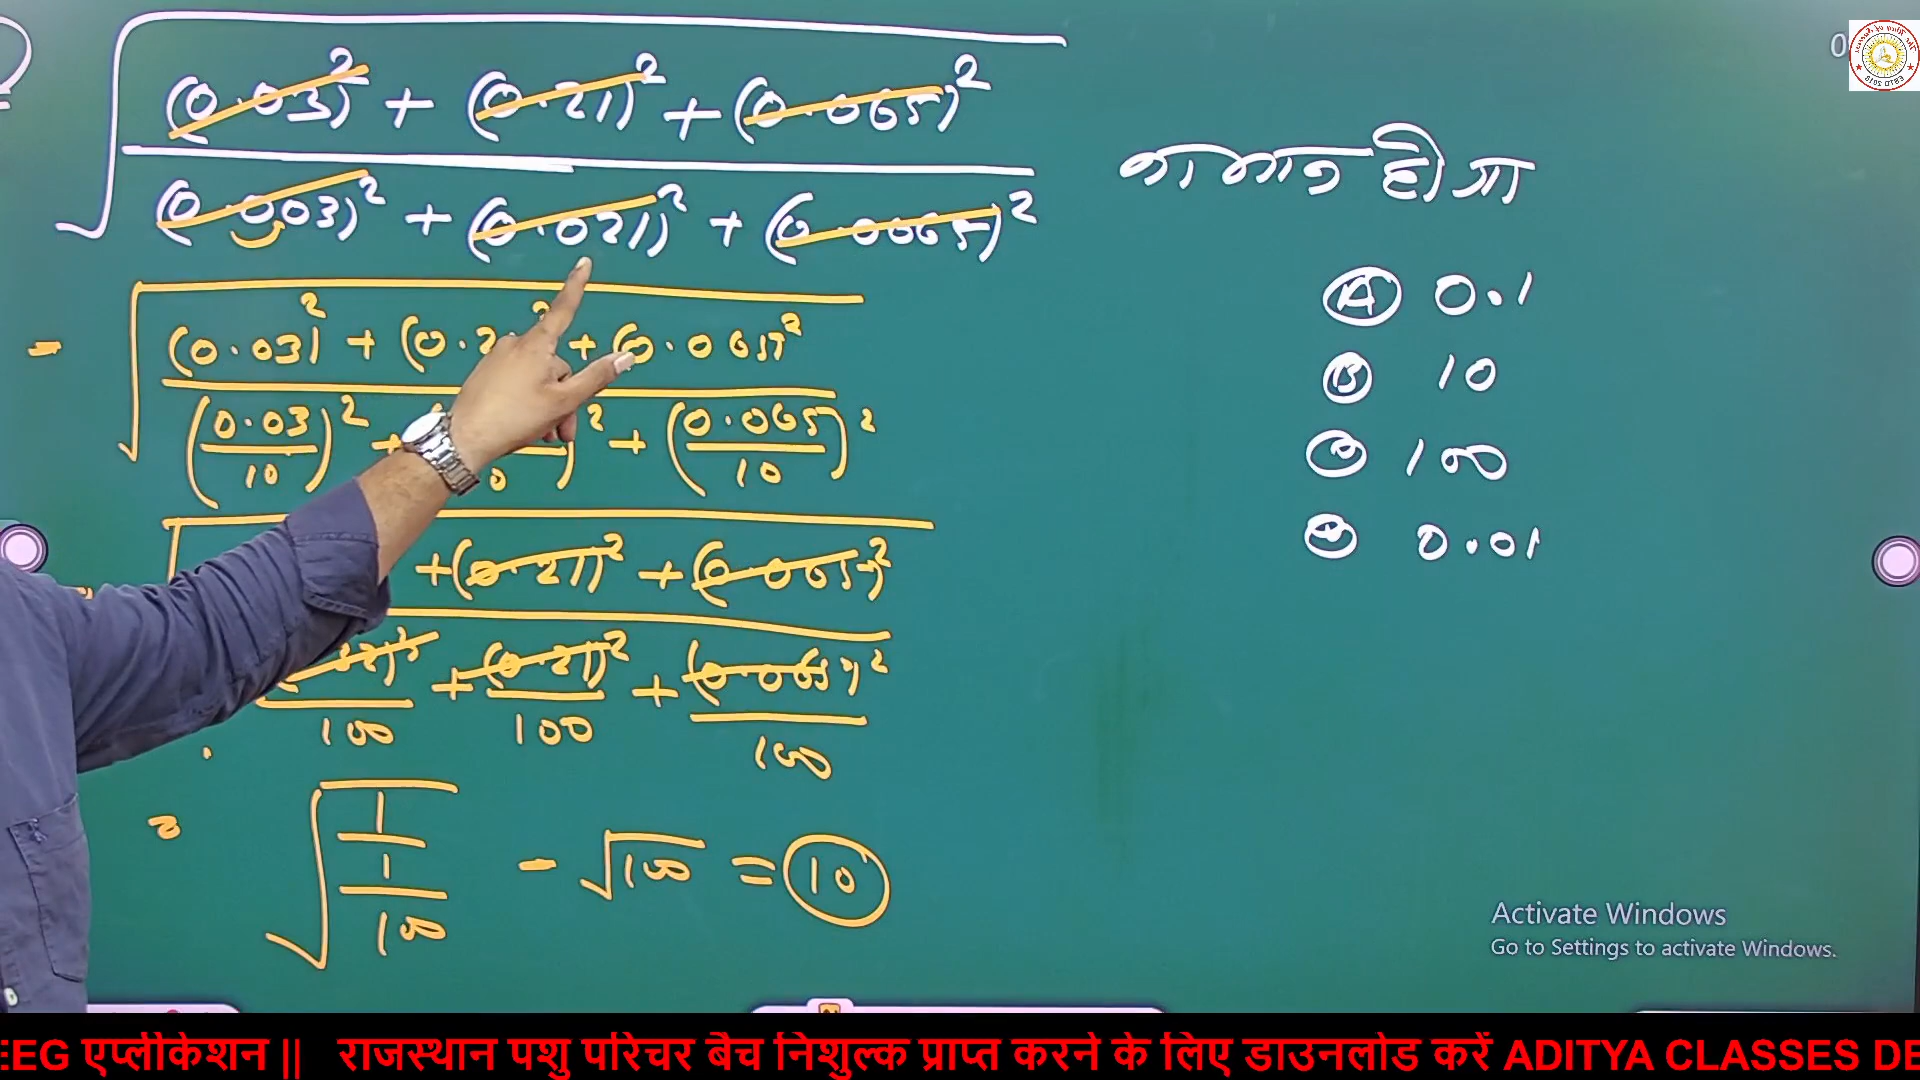 √((0.03)² + (0.21)² + (0.065)²
(0.003)² + (0.021)² + (0.0065)²) का मान होगा
(A) 0.1
(B) 10
(C) 100
(D) 0.01
= √((0.03)² + (0.2 ² + (0.065)²
(0.03/10)² + 0)² + (0.065/10)²)
= √( + (0.21)² + (0.065)²
100 + (0.21)²/100 + (0.065)²/100)
= √(1/(1/100)) = √100 = 10
Activate Windows
Go to Settings to activate Windows.
EEG एप्लीकेशन || राजस्थान पशु परिचर बैच निशुल्क प्राप्त करने के लिए डाउनलोड करें ADITYA CLASSES DE